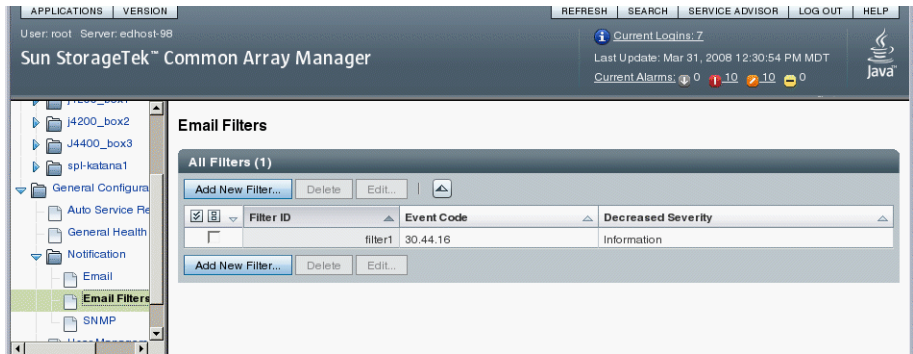 APPLICATIONS VERSION
REFRESH SEARCH SERVICE ADVISOR LOG OUT HELP
User: root Server: edhost-98
Sun StorageTek™ Common Array Manager
Current Logins: 7
Last Update: Mar 31, 2008 12:30:54 PM MDT
Current Alarms: 0 10 10 0
Java™
j4200_box2
J4400_box3
spl-katana1
General Configura
Auto Service Re
General Health
Notification
Email
Email Filters
SNMP
Email Filters
All Filters (1)
Add New Filter... Delete Edit...
Filter ID Event Code Decreased Severity
filter1 30.44.16 Information
Add New Filter... Delete Edit...